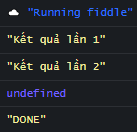 "Running fiddle"
"Kết quả lần 1"
"Kết quả lần 2"
undefined
"DONE"